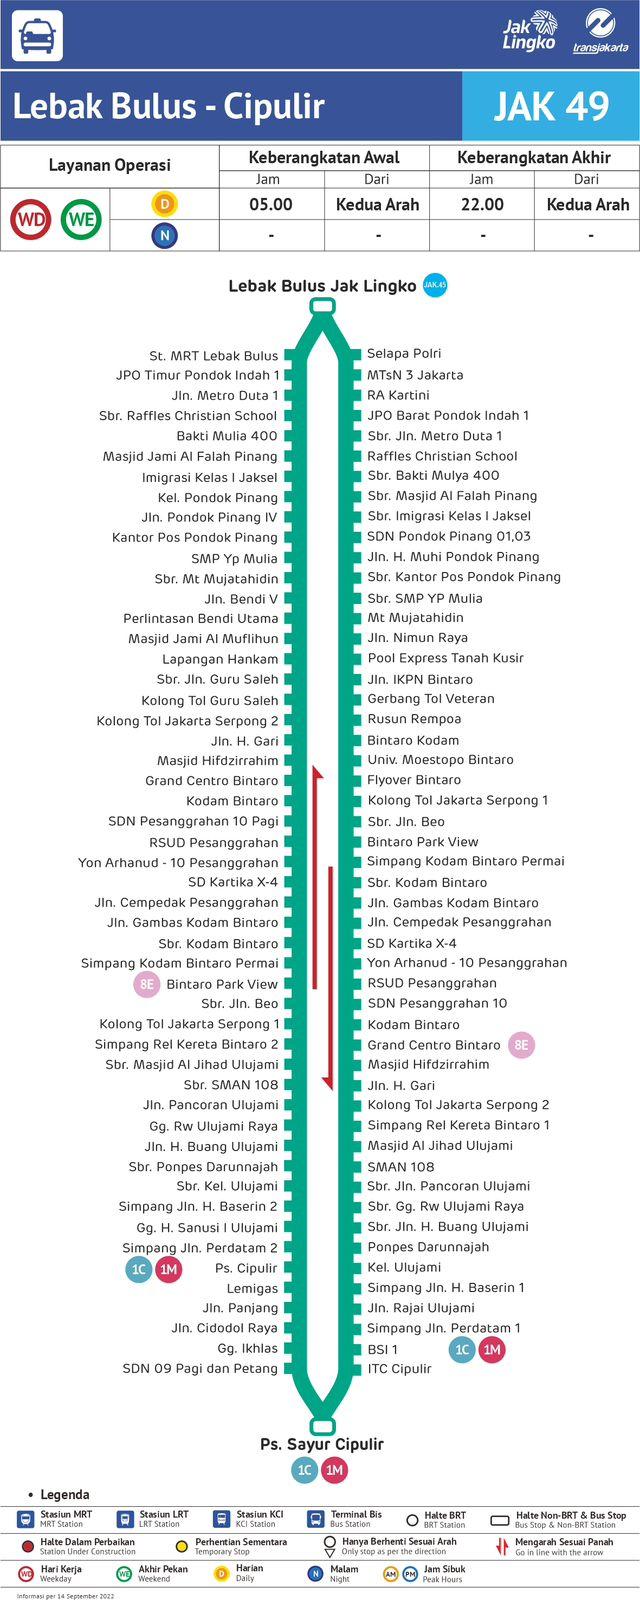 Jak Lingko
transjakarta
Lebak Bulus - Cipulir
JAK 49
Layanan Operasi
Keberangkatan Awal
Keberangkatan Akhir
Jam
Dari
Jam
Dari
WD WE
D
05.00
Kedua Arah
22.00
Kedua Arah
N
-
-
-
-
Lebak Bulus Jak Lingko JAK.45
St. MRT Lebak Bulus
JPO Timur Pondok Indah 1
Jln. Metro Duta 1
Sbr. Raffles Christian School
Bakti Mulia 400
Masjid Jami Al Falah Pinang
Imigrasi Kelas I Jaksel
Kel. Pondok Pinang
Jln. Pondok Pinang IV
Kantor Pos Pondok Pinang
SMP Yp Mulia
Sbr. Mt Mujatahidin
Jln. Bendi V
Perlintasan Bendi Utama
Masjid Jami Al Muflihun
Lapangan Hankam
Sbr. Jln. Guru Saleh
Kolong Tol Guru Saleh
Kolong Tol Jakarta Serpong 2
Jln. H. Gari
Masjid Hifdzirrahim
Grand Centro Bintaro
Kodam Bintaro
SDN Pesanggrahan 10 Pagi
RSUD Pesanggrahan
Yon Arhanud - 10 Pesanggrahan
SD Kartika X-4
Jln. Cempedak Pesanggrahan
Jln. Gambas Kodam Bintaro
Sbr. Kodam Bintaro
Simpang Kodam Bintaro Permai
8E Bintaro Park View
Sbr. Jln. Beo
Kolong Tol Jakarta Serpong 1
Simpang Rel Kereta Bintaro 2
Sbr. Masjid Al Jihad Ulujami
Sbr. SMAN 108
Jln. Pancoran Ulujami
Gg. Rw Ulujami Raya
Jln. H. Buang Ulujami
Sbr. Ponpes Darunnajah
Sbr. Kel. Ulujami
Simpang Jln. H. Baserin 2
Gg. H. Sanusi I Ulujami
Simpang Jln. Perdatam 2
1C 1M Ps. Cipulir
Lemigas
Jln. Panjang
Jln. Cidodol Raya
Gg. Ikhlas
SDN 09 Pagi dan Petang
Selapa Polri
MTsN 3 Jakarta
RA Kartini
JPO Barat Pondok Indah 1
Sbr. Jln. Metro Duta 1
Raffles Christian School
Sbr. Bakti Mulya 400
Sbr. Masjid Al Falah Pinang
Sbr. Imigrasi Kelas I Jaksel
SDN Pondok Pinang 01,03
Jln. H. Muhi Pondok Pinang
Sbr. Kantor Pos Pondok Pinang
Sbr. SMP YP Mulia
Mt Mujatahidin
Jln. Nimun Raya
Pool Express Tanah Kusir
Jln. IKPN Bintaro
Gerbang Tol Veteran
Rusun Rempoa
Bintaro Kodam
Univ. Moestopo Bintaro
Flyover Bintaro
Kolong Tol Jakarta Serpong 1
Sbr. Jln. Beo
Bintaro Park View
Simpang Kodam Bintaro Permai
Sbr. Kodam Bintaro
Jln. Gambas Kodam Bintaro
Jln. Cempedak Pesanggrahan
SD Kartika X-4
Yon Arhanud - 10 Pesanggrahan
RSUD Pesanggrahan
SDN Pesanggrahan 10
Kodam Bintaro
Grand Centro Bintaro 8E
Masjid Hifdzirrahim
Jln. H. Gari
Kolong Tol Jakarta Serpong 2
Simpang Rel Kereta Bintaro 1
Masjid Al Jihad Ulujami
SMAN 108
Sbr. Jln. Pancoran Ulujami
Sbr. Gg. Rw Ulujami Raya
Sbr. Jln. H. Buang Ulujami
Ponpes Darunnajah
Kel. Ulujami
Simpang Jln. H. Baserin 1
Jln. Rajai Ulujami
Simpang Jln. Perdatam 1
BSI 1 1C 1M
ITC Cipulir
Ps. Sayur Cipulir
1C 1M
• Legenda
Stasiun MRT
MRT Station
Stasiun LRT
LRT Station
Stasiun KCI
KCI Station
Terminal Bis
Bus Station
Halte BRT
BRT Station
Halte Non-BRT & Bus Stop
Bus Stop & Non-BRT Station
Halte Dalam Perbaikan
Station Under Construction
Perhentian Sementara
Temporary Stop
Hanya Berhenti Sesuai Arah
Only stop as per the direction
Mengarah Sesuai Panah
Go in line with the arrow
WD Hari Kerja
Weekday
WE Akhir Pekan
Weekend
D Harian
Daily
N Malam
Night
AM PM Jam Sibuk
Peak Hours
Informasi per 14 September 2022